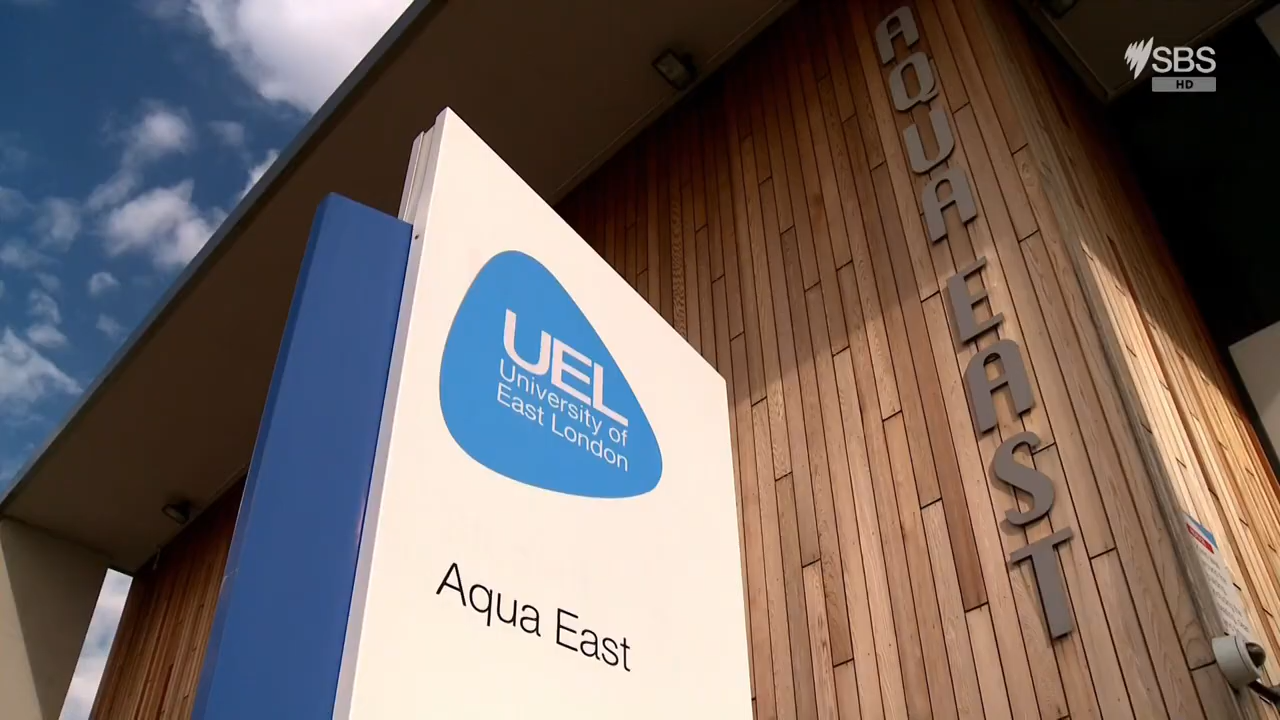 SBS
HD
AQUA EAST
UEL
University of
East London
Aqua East